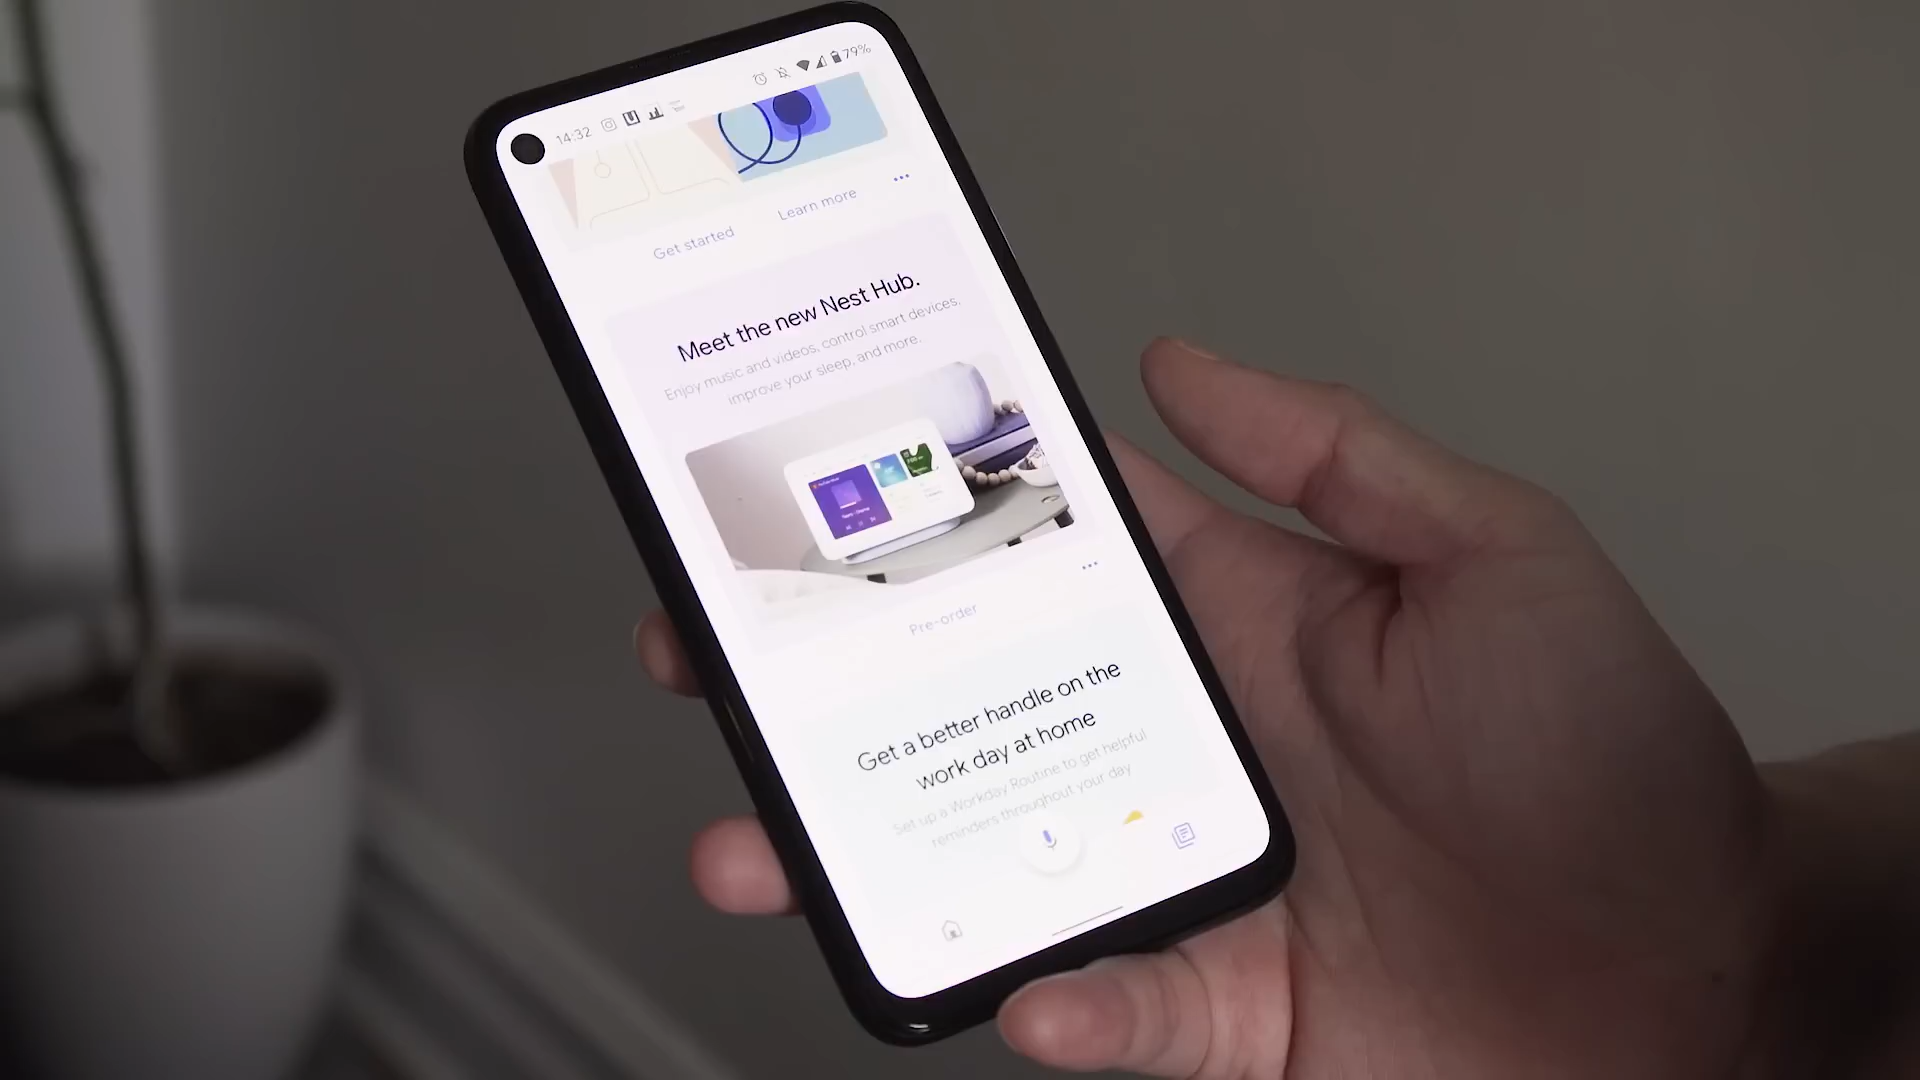 14:32
79%
Get started
Learn more
Meet the new Nest Hub.
Enjoy music and videos, control smart devices,
improve your sleep, and more.
Pre-order
Get a better handle on the
work day at home
Set up a Workday Routine to get helpful
reminders throughout your day